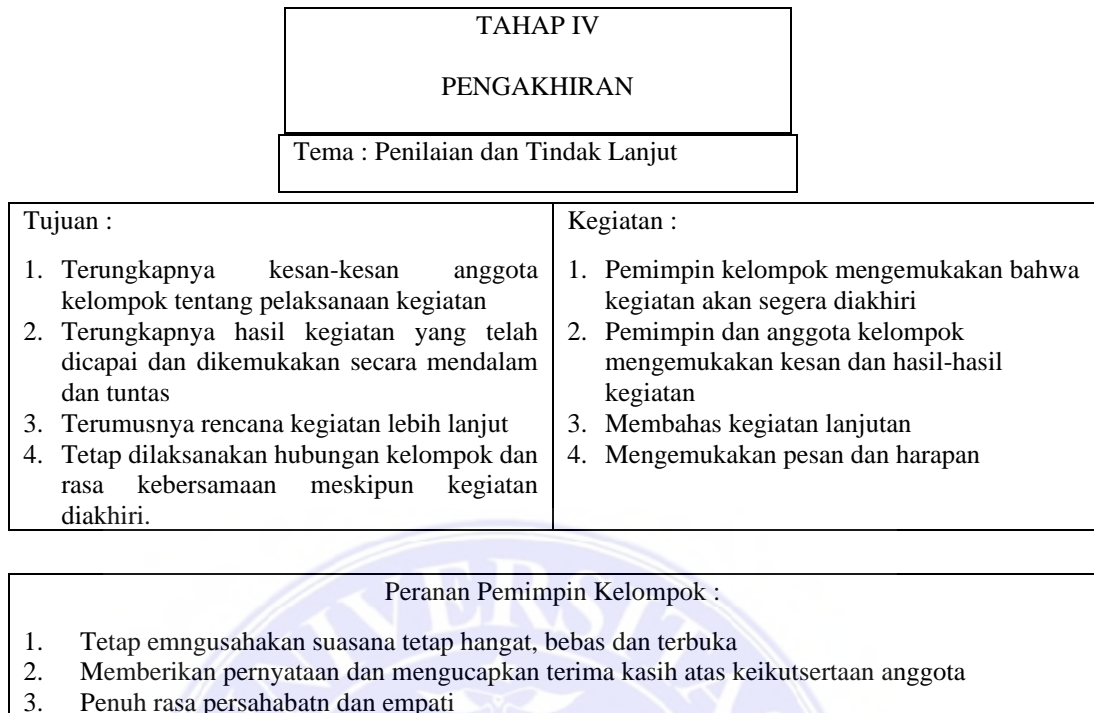 TAHAP IV
PENGAKHIRAN
Tema : Penilaian dan Tindak Lanjut
Tujuan :
1. Terungkapnya kesan-kesan anggota
kelompok tentang pelaksanaan kegiatan
2. Terungkapnya hasil kegiatan yang telah
dicapai dan dikemukakan secara mendalam
dan tuntas
3. Terumusnya rencana kegiatan lebih lanjut
4. Tetap dilaksanakan hubungan kelompok dan
rasa kebersamaan meskipun kegiatan
diakhiri.
Kegiatan :
1. Pemimpin kelompok mengemukakan bahwa
kegiatan akan segera diakhiri
2. Pemimpin dan anggota kelompok
mengemukakan kesan dan hasil-hasil
kegiatan
3. Membahas kegiatan lanjutan
4. Mengemukakan pesan dan harapan
Peranan Pemimpin Kelompok :
1. Tetap emngusahakan suasana tetap hangat, bebas dan terbuka
2. Memberikan pernyataan dan mengucapkan terima kasih atas keikutsertaan anggota
3. Penuh rasa persahabatn dan empati